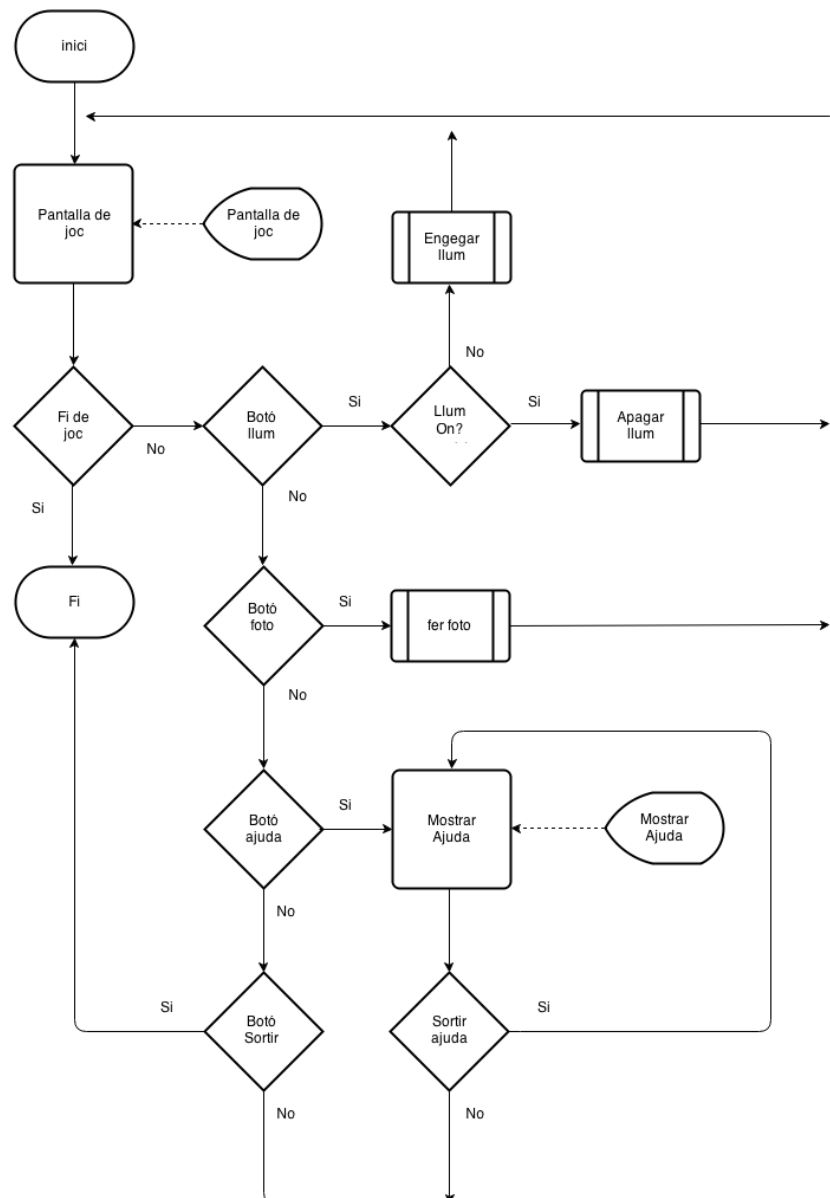 inici
Pantalla de
joc
Pantalla de
joc
Engegar
llum
No
Fi de
joc
No
Botó
llum
Si
Llum
On?
Si
Apagar
llum
Si
No
Fi
Botó
foto
Si
fer foto
No
Botó
ajuda
Si
Mostrar
Ajuda
Mostrar
Ajuda
No
Si
Botó
Sortir
Sortir
ajuda
Si
No
No